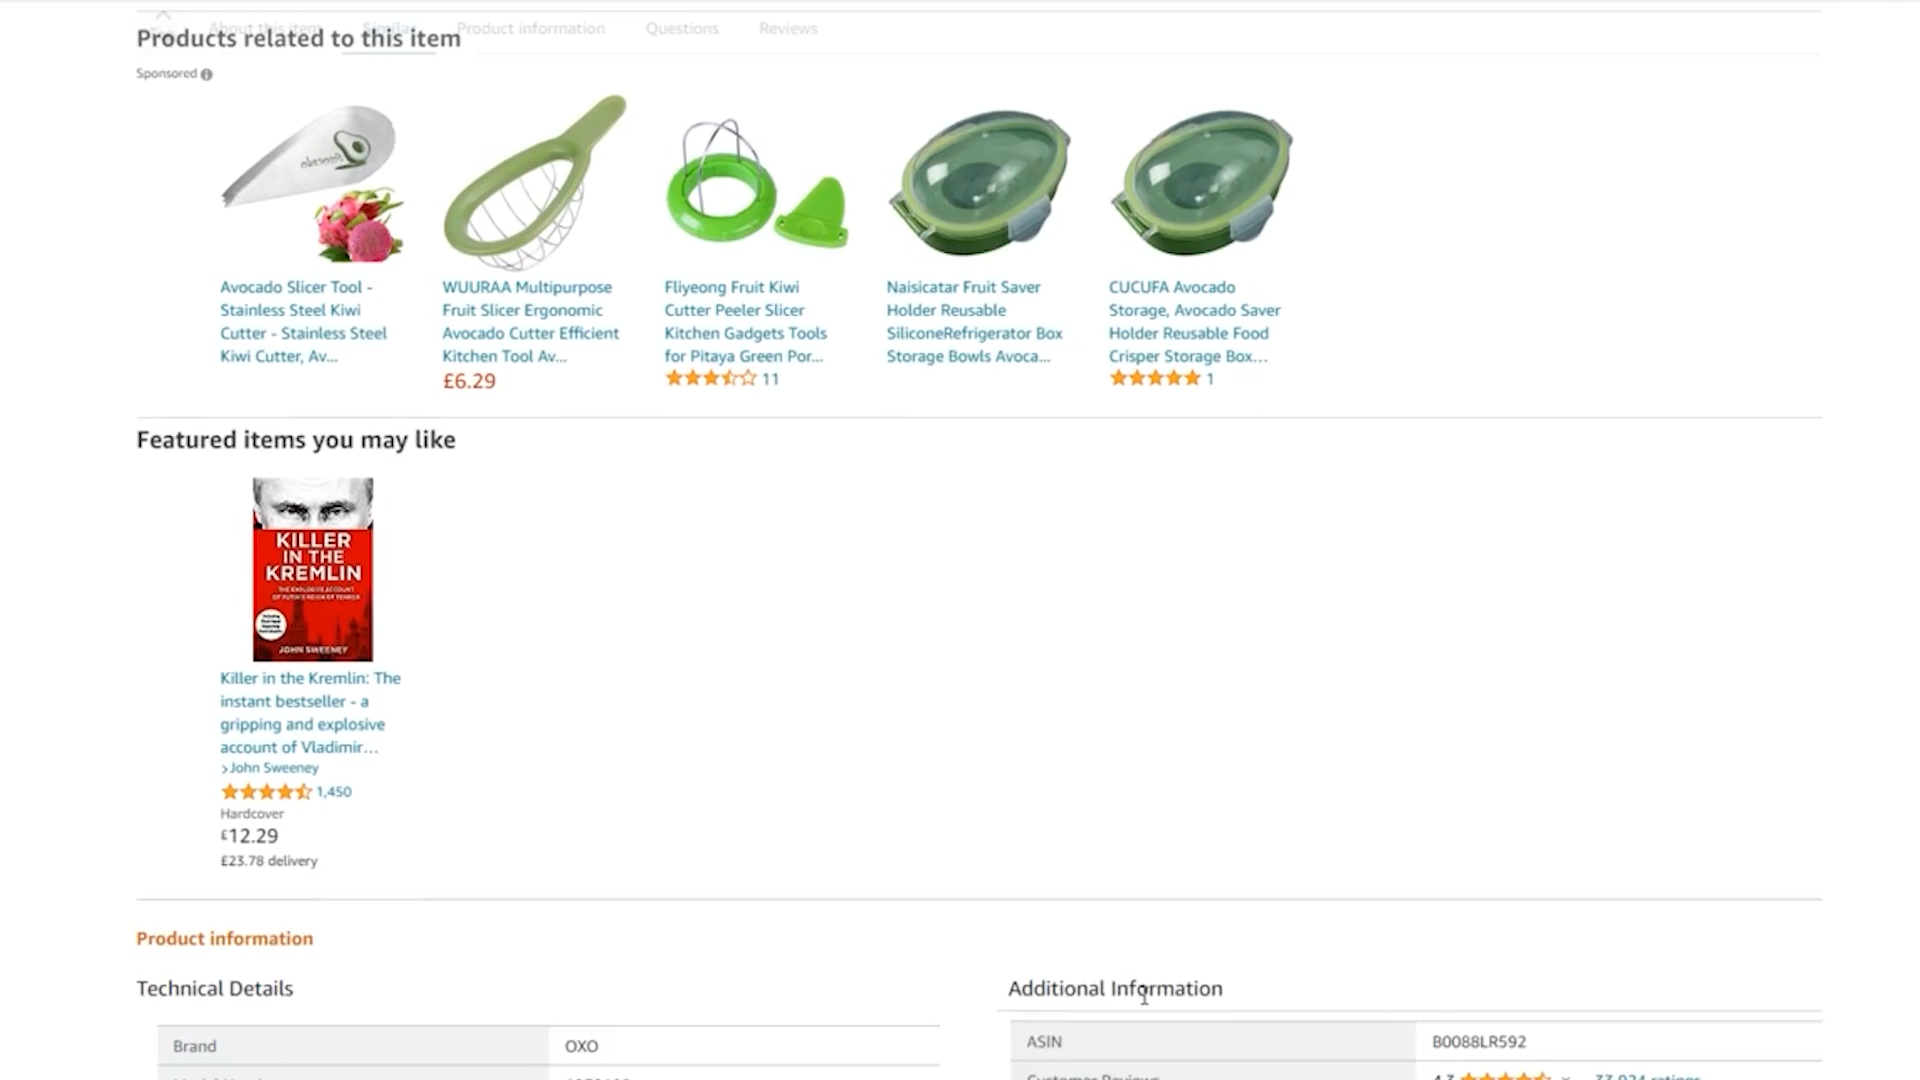 About this item Similar Product information Questions Reviews
Products related to this item
Sponsored
Avocado Slicer Tool -
Stainless Steel Kiwi
Cutter - Stainless Steel
Kiwi Cutter, Av...
WUURAA Multipurpose
Fruit Slicer Ergonomic
Avocado Cutter Efficient
Kitchen Tool Av...
£6.29
Fliyeong Fruit Kiwi
Cutter Peeler Slicer
Kitchen Gadgets Tools
for Pitaya Green Por...
11
Naisicatar Fruit Saver
Holder Reusable
SiliconeRefrigerator Box
Storage Bowls Avoca...
CUCUFA Avocado
Storage, Avocado Saver
Holder Reusable Food
Crisper Storage Box...
1
Featured items you may like
KILLER
IN THE
KREMLIN
THE EXPLOSIVE ACCOUNT
OF PUTIN'S REIGN OF TERROR
JOHN SWEENEY
Killer in the Kremlin: The
instant bestseller - a
gripping and explosive
account of Vladimir...
›John Sweeney
1,450
Hardcover
£12.29
£23.78 delivery
Product information
Technical Details
Additional Information
Brand OXO
ASIN B0088LR592
Customer Reviews